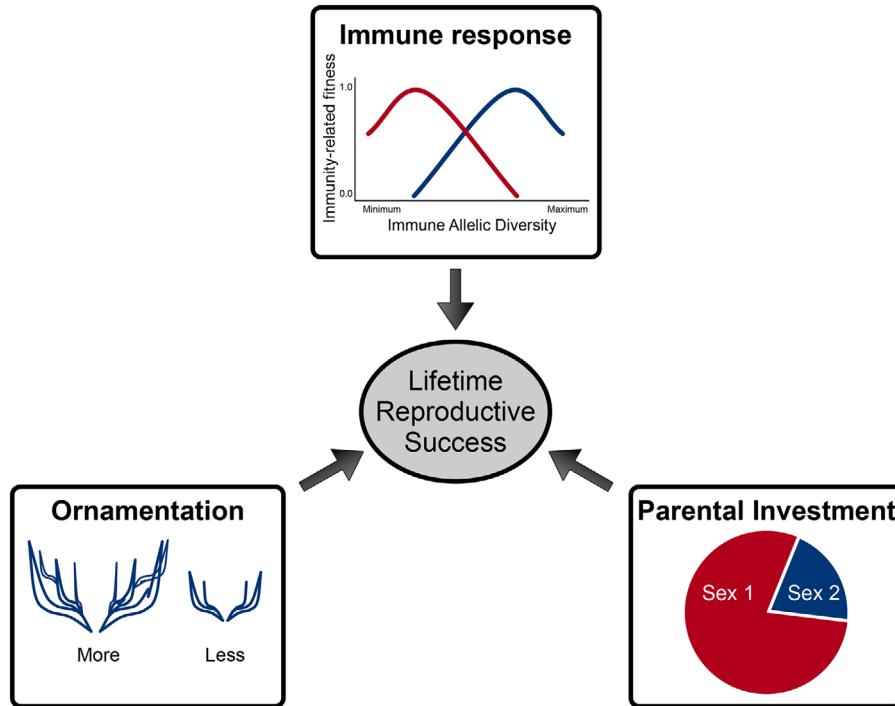 Immune response
Immunity-related fitness
1.0
0.0
Minimum
Maximum
Immune Allelic Diversity
Lifetime
Reproductive
Success
Ornamentation
More
Less
Parental Investment
Sex 1
Sex 2